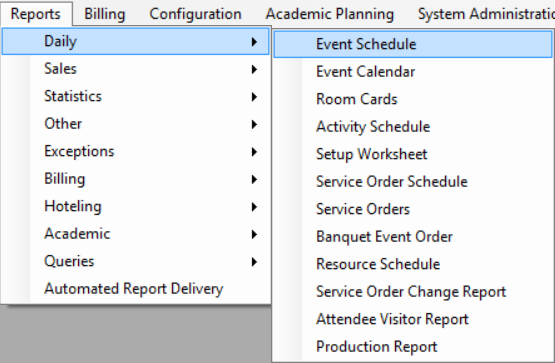 Reports Billing Configuration Academic Planning System
Daily
Sales
Statistics
Other
Exceptions
Billing
Hoteling
Academic
Queries
Automated Report Delivery
Event Schedule
Event Calendar
Room Cards
Activity Schedule
Setup Worksheet
Service Order Schedule
Service Orders
Banquet Event Order
Resource Schedule
Service Order Change Report
Attendee Visitor Report
Production Report